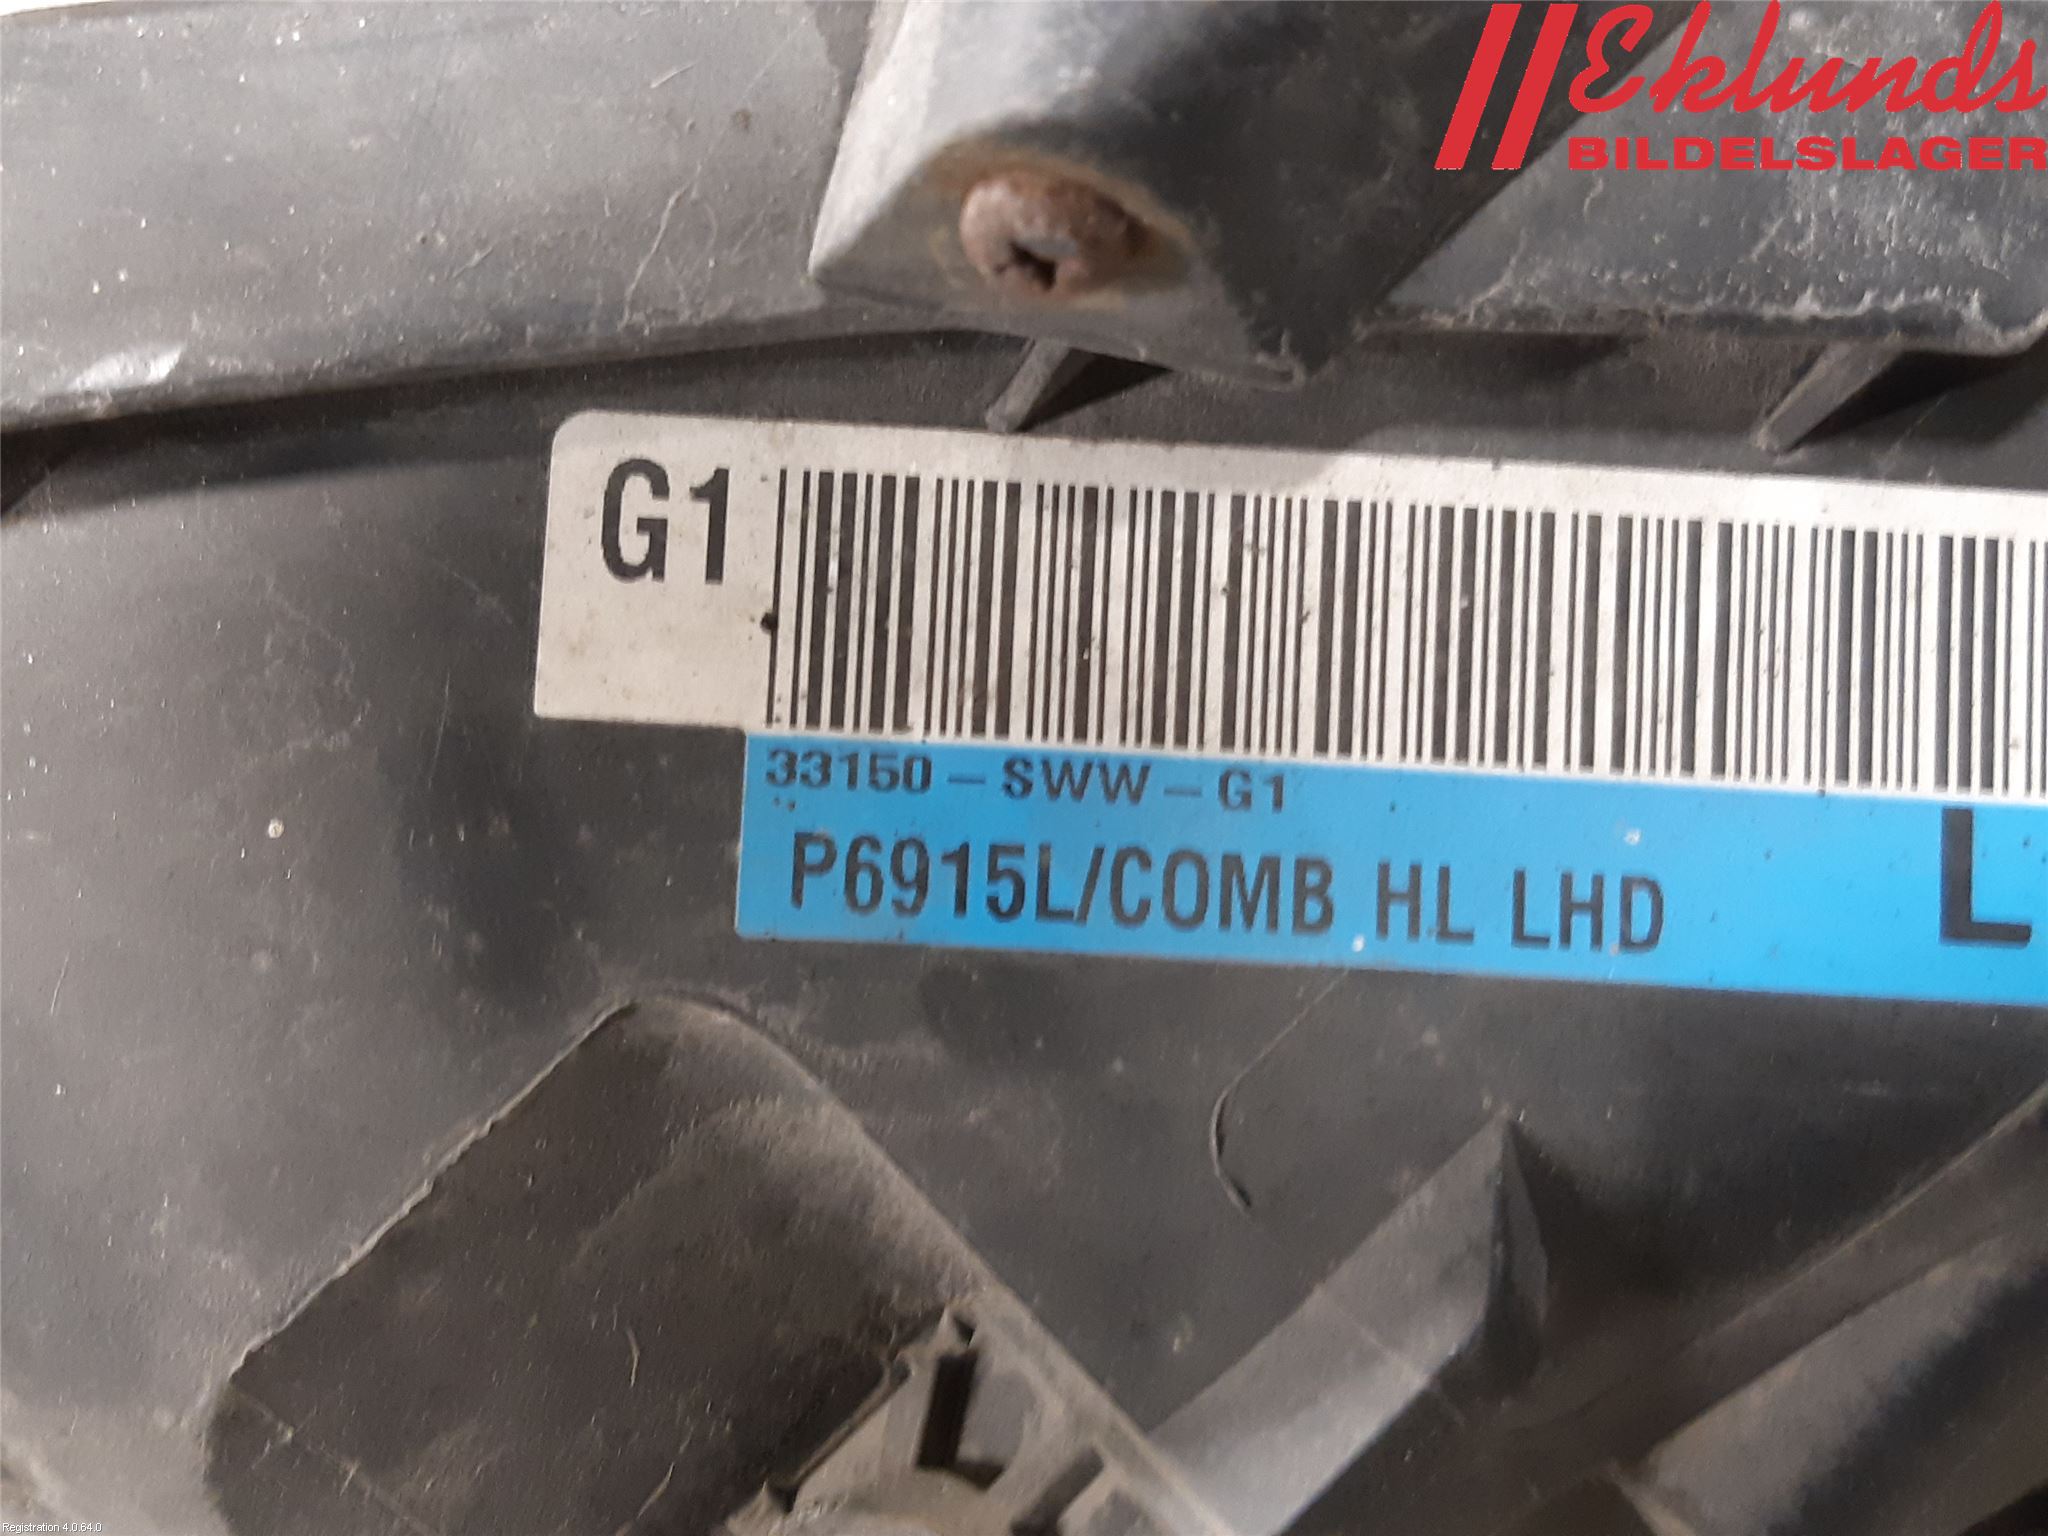 Eklunds
BILDELSLAGER
G1
33150-SWW-G1
P6915L/COMB HL LHD L
Registration 4.0.64.0